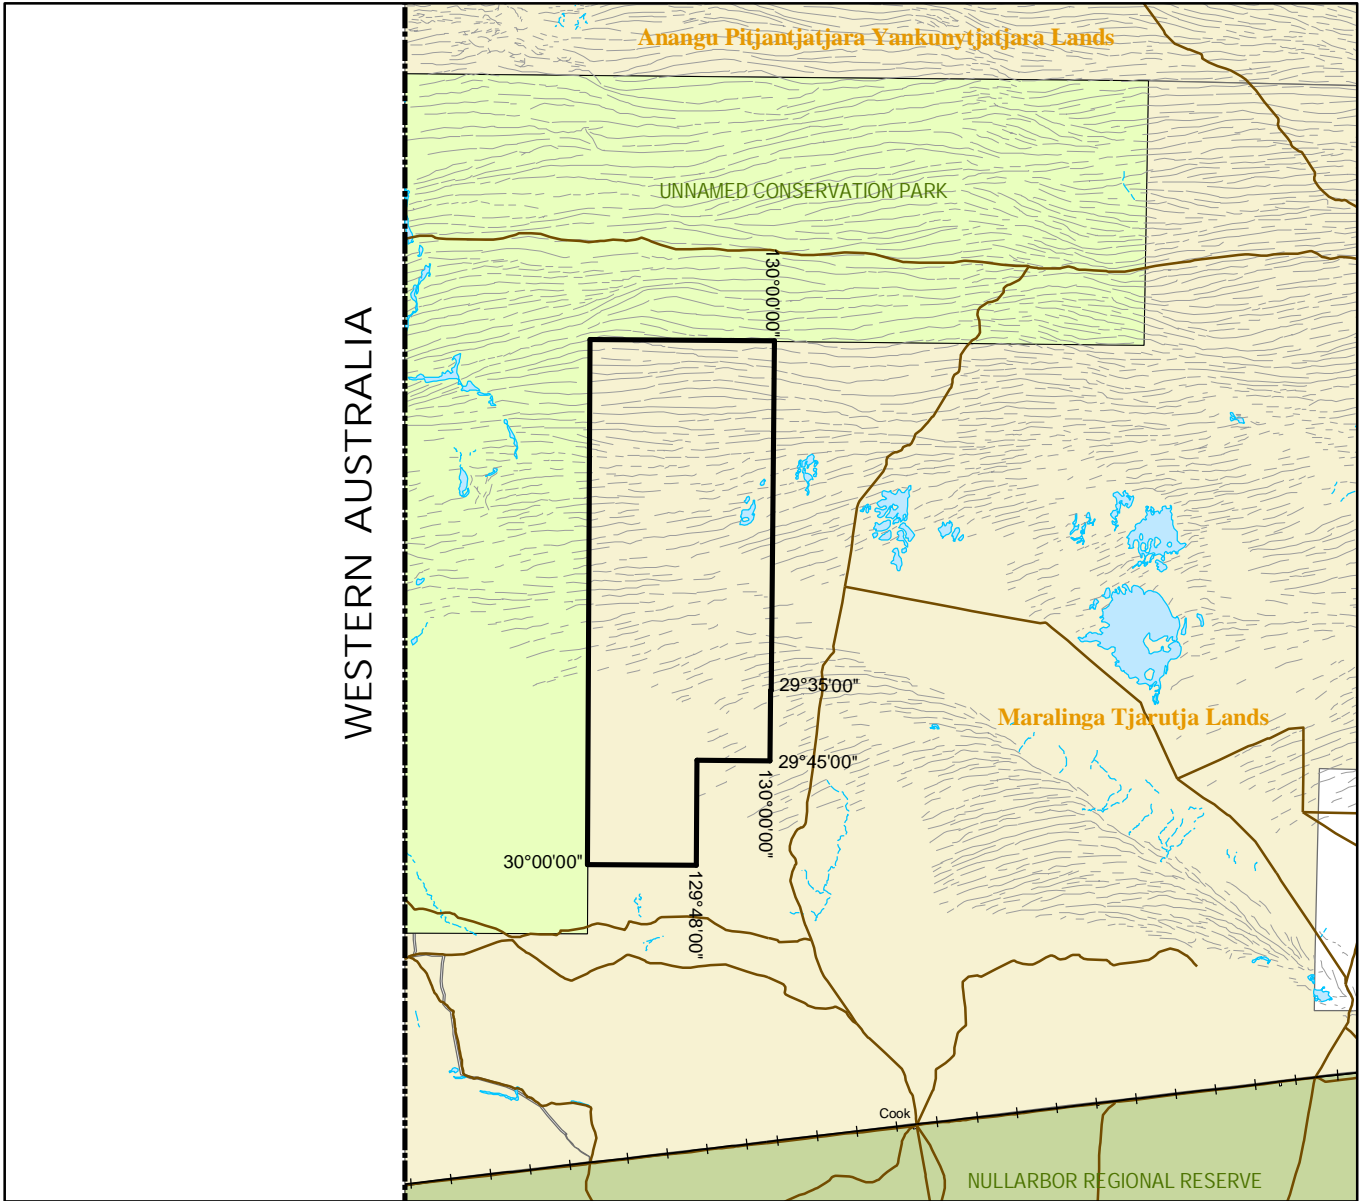 Anangu Pitjantjatjara Yankunytjatjara Lands
UNNAMED CONSERVATION PARK
130°00'00"
WESTERN AUSTRALIA
29°35'00"
Maralinga Tjarutja Lands
29°45'00"
130°00'00"
30°00'00"
129°48'00"
Cook
NULLARBOR REGIONAL RESERVE